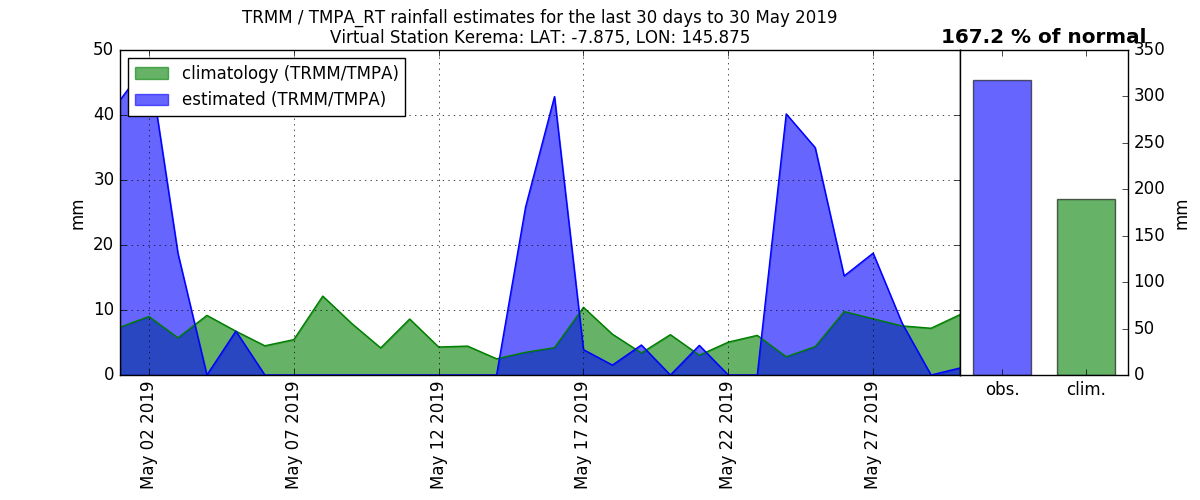 TRMM / TMPA_RT rainfall estimates for the last 30 days to 30 May 2019
Virtual Station Kerema: LAT: -7.875, LON: 145.875
167.2 % of normal
climatology (TRMM/TMPA)
estimated (TRMM/TMPA)
mm
50
40
30
20
10
0
May 02 2019
May 07 2019
May 12 2019
May 17 2019
May 22 2019
May 27 2019
350
300
250
200
150
100
50
0
mm
obs.
clim.